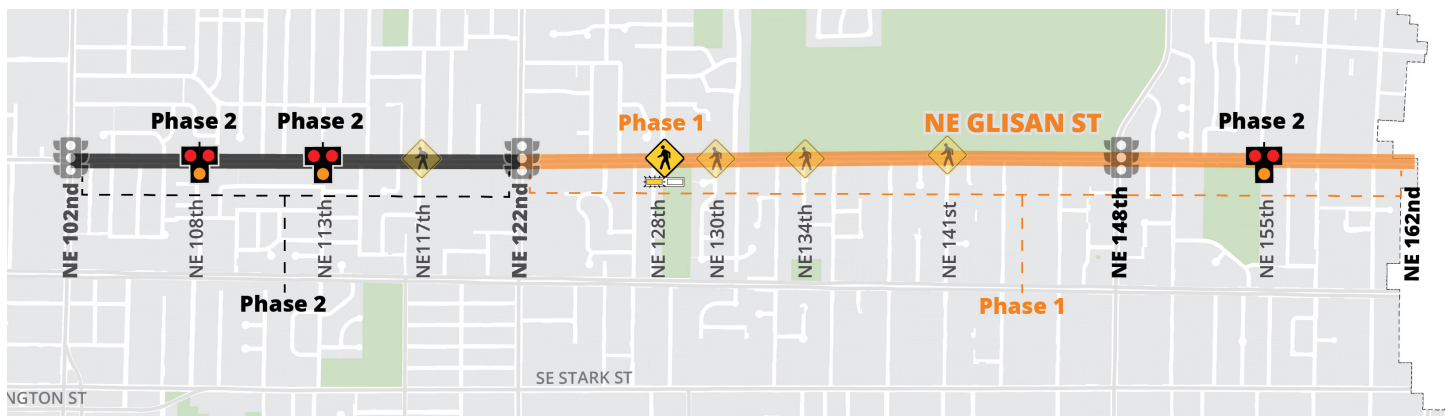 Phase 2
Phase 2
Phase 1
NE GLISAN ST
Phase 2
NE 102nd
NE 108th
NE 113th
NE117th
NE 122nd
NE 128th
NE 130th
NE134th
NE 141st
NE 148th
NE 155th
NE 162nd
Phase 2
Phase 1
SE STARK ST
NGTON ST